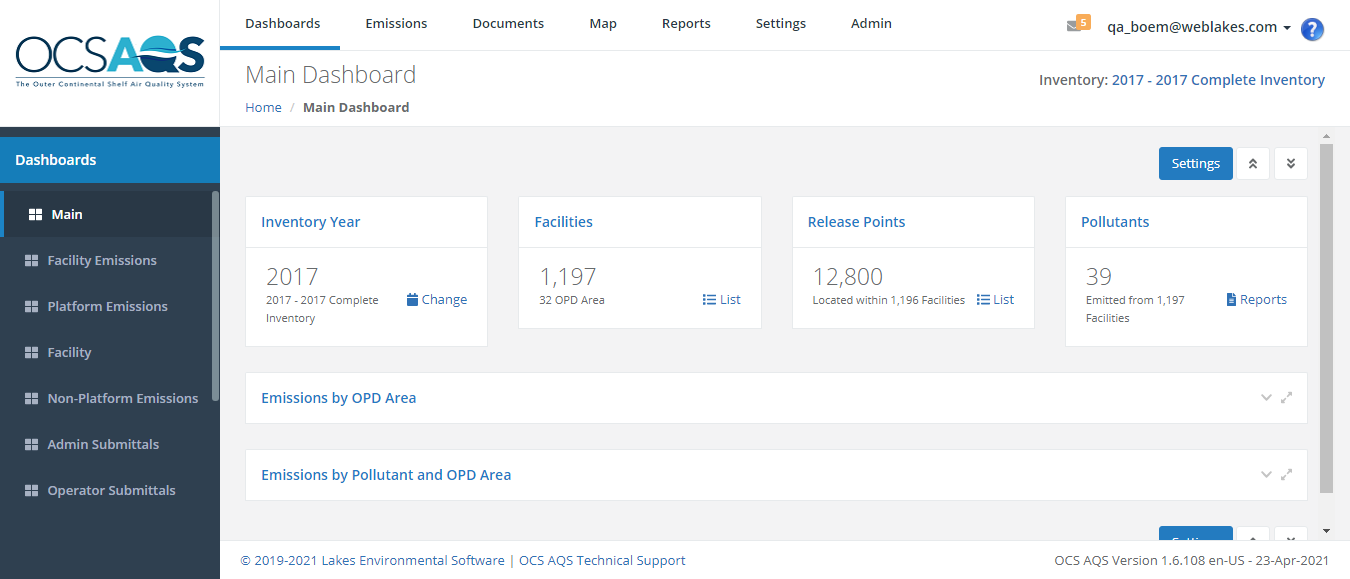 OCSAQS
The Outer Continental Shelf Air Quality System
Dashboards Emissions Documents Map Reports Settings Admin
5 qa_boem@weblakes.com ?
Main Dashboard
Inventory: 2017 - 2017 Complete Inventory
Home / Main Dashboard
Dashboards
Main
Facility Emissions
Platform Emissions
Facility
Non-Platform Emissions
Admin Submittals
Operator Submittals
Settings
Inventory Year
2017
2017 - 2017 Complete
Inventory
Change
Facilities
1,197
32 OPD Area
List
Release Points
12,800
Located within 1,196 Facilities
List
Pollutants
39
Emitted from 1,197
Facilities
Reports
Emissions by OPD Area
Emissions by Pollutant and OPD Area
Settings
© 2019-2021 Lakes Environmental Software | OCS AQS Technical Support
OCS AQS Version 1.6.108 en-US - 23-Apr-2021